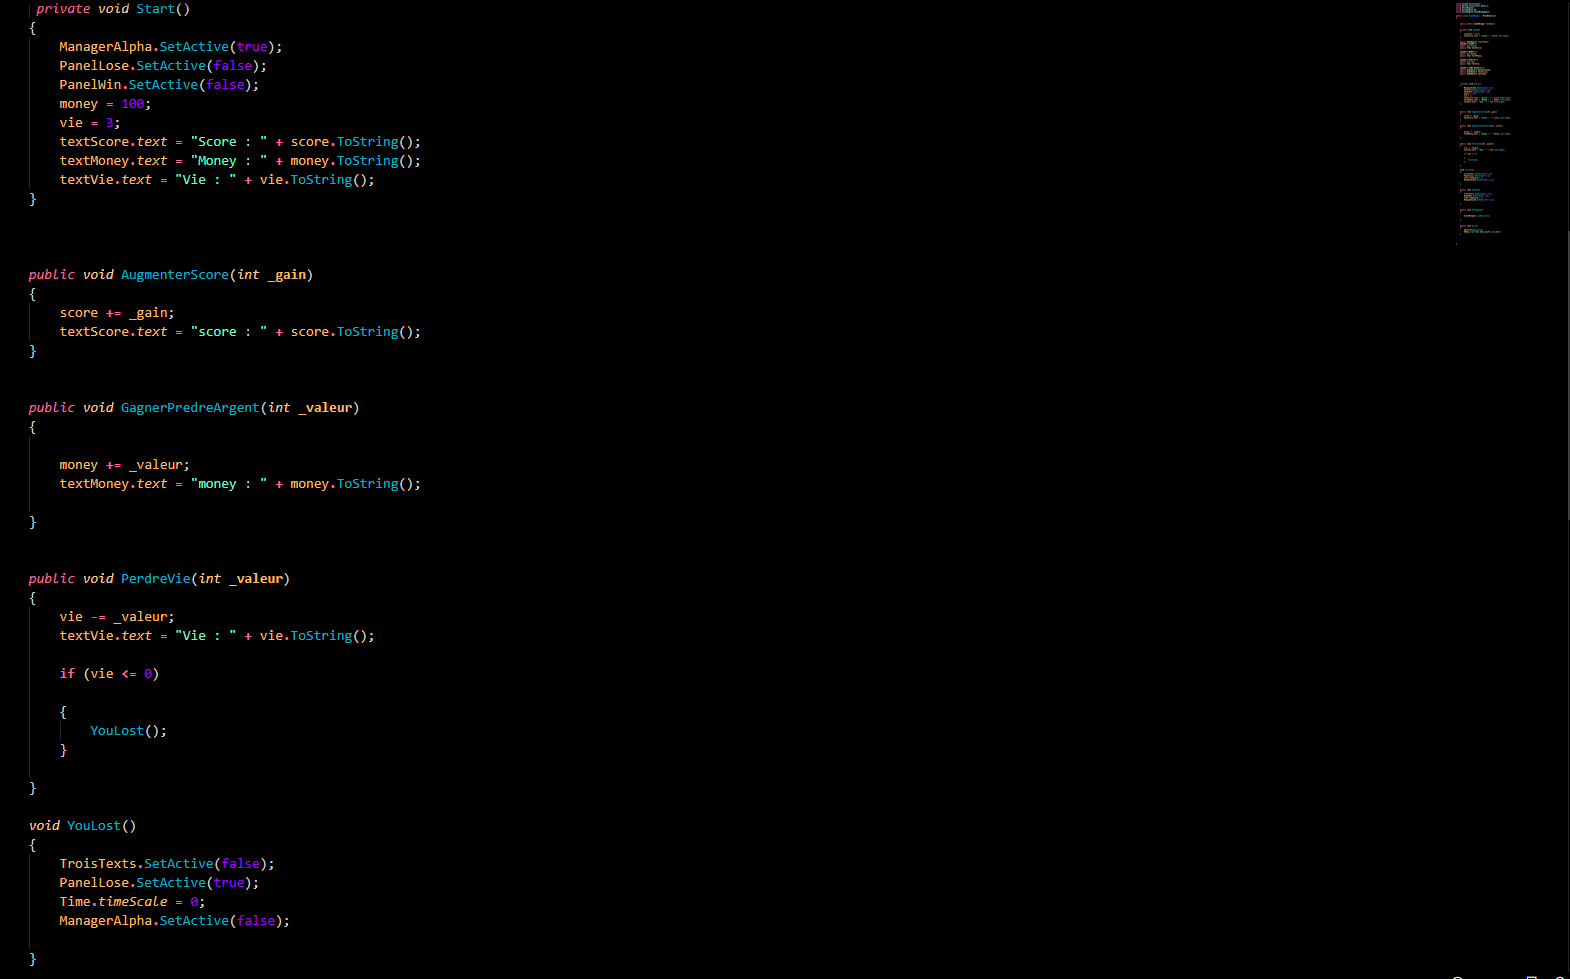 private void Start()
{
ManagerAlpha.SetActive(true);
PanelLose.SetActive(false);
PanelWin.SetActive(false);
money = 100;
vie = 3;
textScore.text = "Score : " + score.ToString();
textMoney.text = "Money : " + money.ToString();
textVie.text = "Vie : " + vie.ToString();
}
public void AugmenterScore(int _gain)
{
score += _gain;
textScore.text = "score : " + score.ToString();
}
public void GagnerPredreArgent(int _valeur)
{
money += _valeur;
textMoney.text = "money : " + money.ToString();
}
public void PerdreVie(int _valeur)
{
vie -= _valeur;
textVie.text = "Vie : " + vie.ToString();
if (vie <= 0)
{
YouLost();
}
}
void YouLost()
{
TroisTexts.SetActive(false);
PanelLose.SetActive(true);
Time.timeScale = 0;
ManagerAlpha.SetActive(false);
}